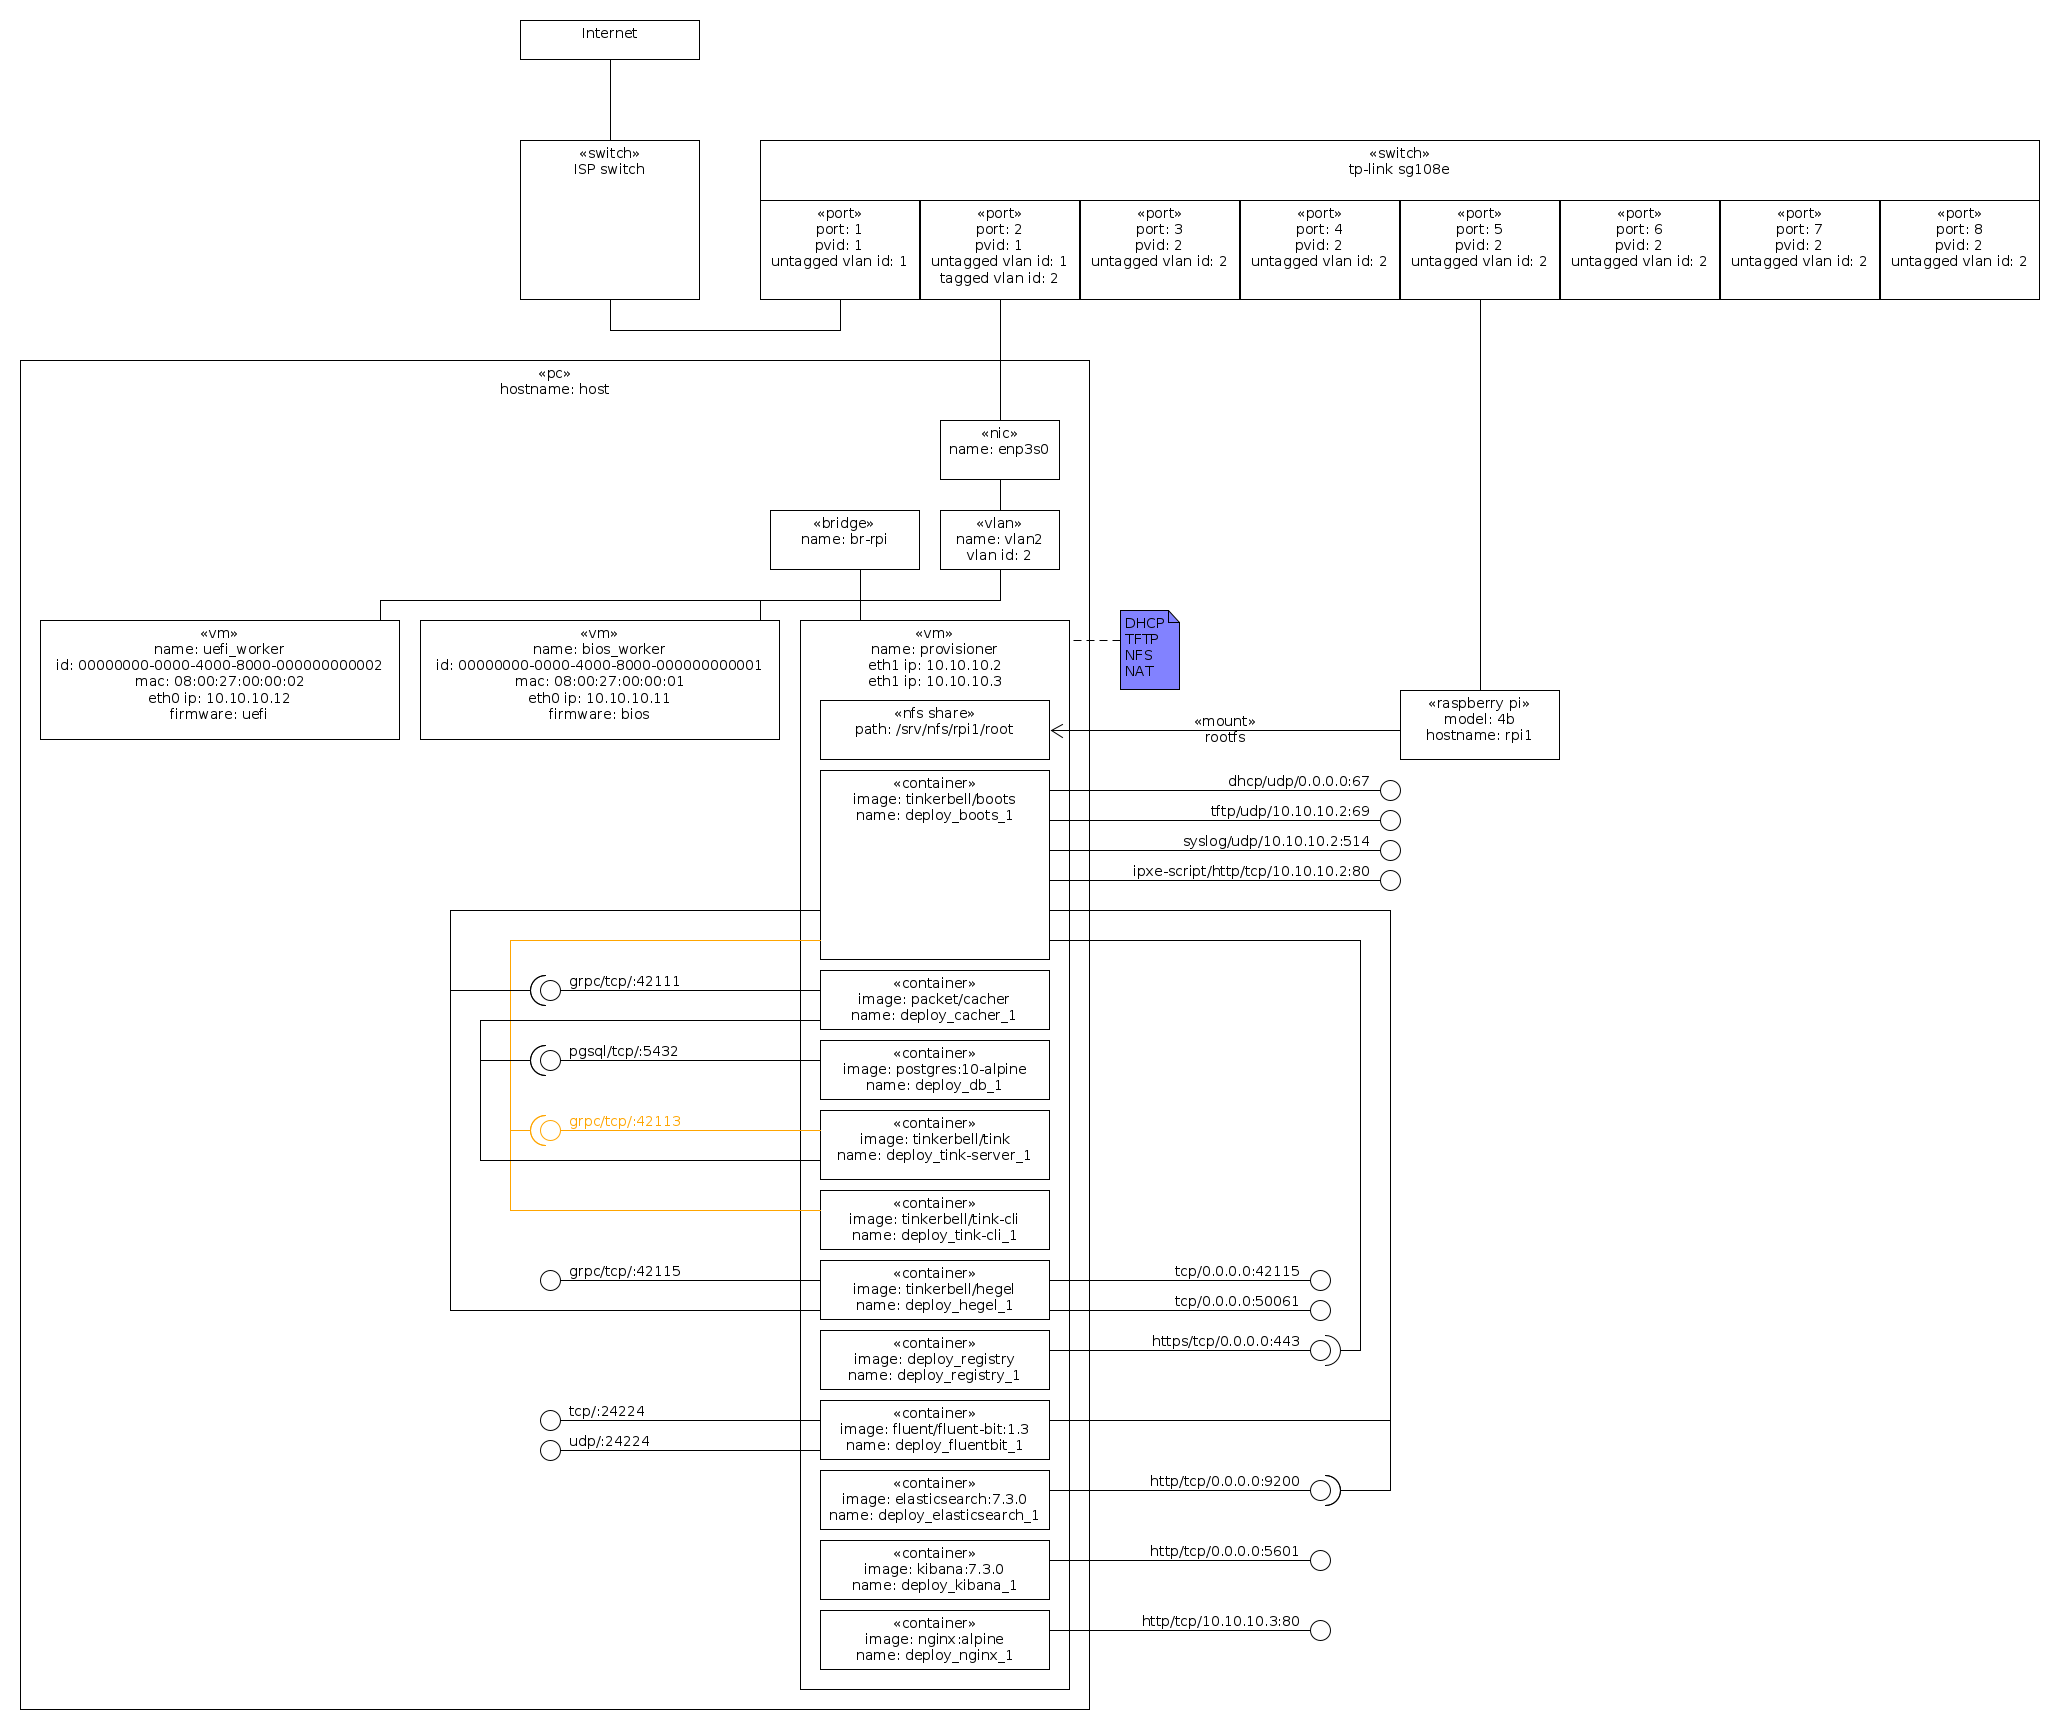 Internet
«switch»
ISP switch
«switch»
tp-link sg108e
«port»
port: 1
pvid: 1
untagged vlan id: 1
«port»
port: 2
pvid: 1
untagged vlan id: 1
tagged vlan id: 2
«port»
port: 3
pvid: 2
untagged vlan id: 2
«port»
port: 4
pvid: 2
untagged vlan id: 2
«port»
port: 5
pvid: 2
untagged vlan id: 2
«port»
port: 6
pvid: 2
untagged vlan id: 2
«port»
port: 7
pvid: 2
untagged vlan id: 2
«port»
port: 8
pvid: 2
untagged vlan id: 2
«pc»
hostname: host
«nic»
name: enp3s0
«bridge»
name: br-rpi
«vlan»
name: vlan2
vlan id: 2
«vm»
name: uefi_worker
id: 00000000-0000-4000-8000-000000000002
mac: 08:00:27:00:00:02
eth0 ip: 10.10.10.12
firmware: uefi
«vm»
name: bios_worker
id: 00000000-0000-4000-8000-000000000001
mac: 08:00:27:00:00:01
eth0 ip: 10.10.10.11
firmware: bios
«vm»
name: provisioner
eth1 ip: 10.10.10.2
eth1 ip: 10.10.10.3
DHCP
TFTP
NFS
NAT
«nfs share»
path: /srv/nfs/rpi1/root
«mount»
rootfs
«raspberry pi»
model: 4b
hostname: rpi1
«container»
image: tinkerbell/boots
name: deploy_boots_1
dhcp/udp/0.0.0.0:67
tftp/udp/10.10.10.2:69
syslog/udp/10.10.10.2:514
ipxe-script/http/tcp/10.10.10.2:80
grpc/tcp/:42111
«container»
image: packet/cacher
name: deploy_cacher_1
pgsql/tcp/:5432
«container»
image: postgres:10-alpine
name: deploy_db_1
grpc/tcp/:42113
«container»
image: tinkerbell/tink
name: deploy_tink-server_1
«container»
image: tinkerbell/tink-cli
name: deploy_tink-cli_1
grpc/tcp/:42115
«container»
image: tinkerbell/hegel
name: deploy_hegel_1
tcp/0.0.0.0:42115
tcp/0.0.0.0:50061
«container»
image: deploy_registry
name: deploy_registry_1
https/tcp/0.0.0.0:443
tcp/:24224
udp/:24224
«container»
image: fluent/fluent-bit:1.3
name: deploy_fluentbit_1
«container»
image: elasticsearch:7.3.0
name: deploy_elasticsearch_1
http/tcp/0.0.0.0:9200
«container»
image: kibana:7.3.0
name: deploy_kibana_1
http/tcp/0.0.0.0:5601
«container»
image: nginx:alpine
name: deploy_nginx_1
http/tcp/10.10.10.3:80